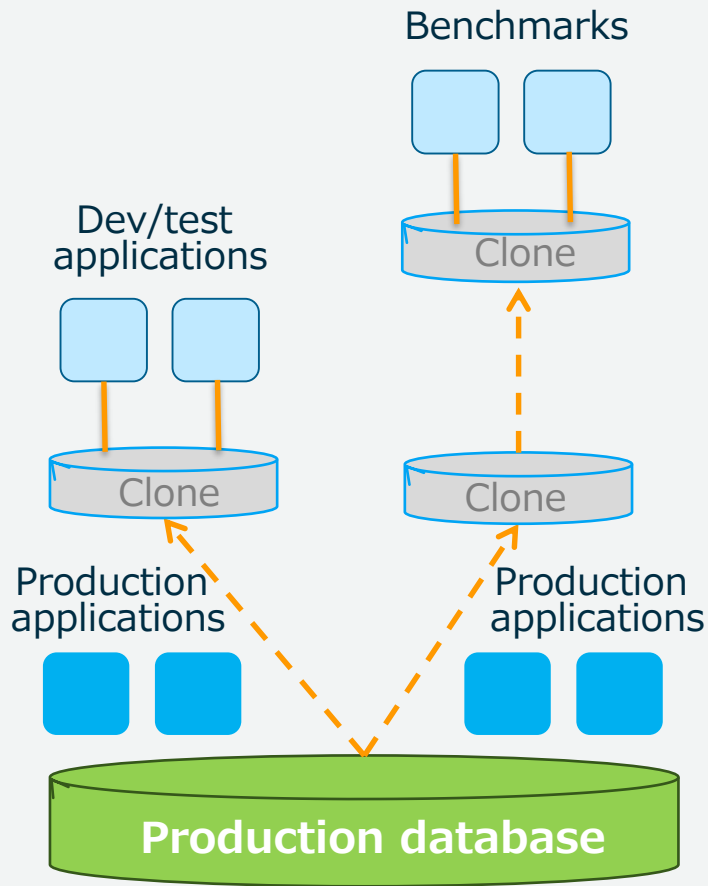 Benchmarks
Dev/test
applications
Clone
Clone
Clone
Production
applications
Production
applications
Production database